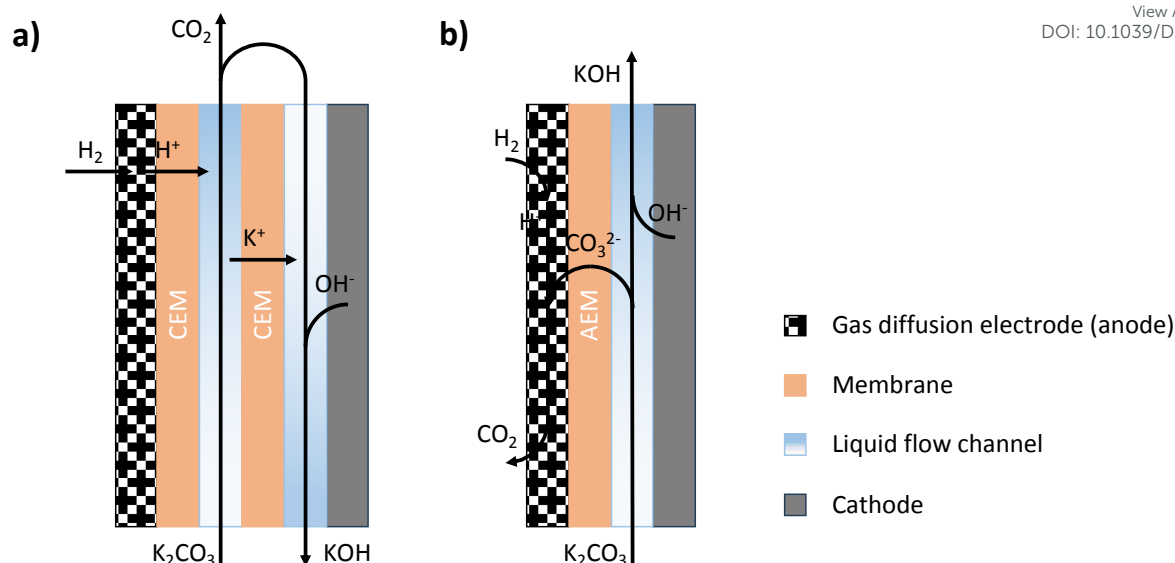 View A
DOI: 10.1039/D
a)
CO2
H2
H+
K+
OH-
CEM
CEM
K2CO3
KOH
b)
KOH
H2
OH-
CO32-
AEM
CO2
K2CO3
Gas diffusion electrode (anode)
Membrane
Liquid flow channel
Cathode